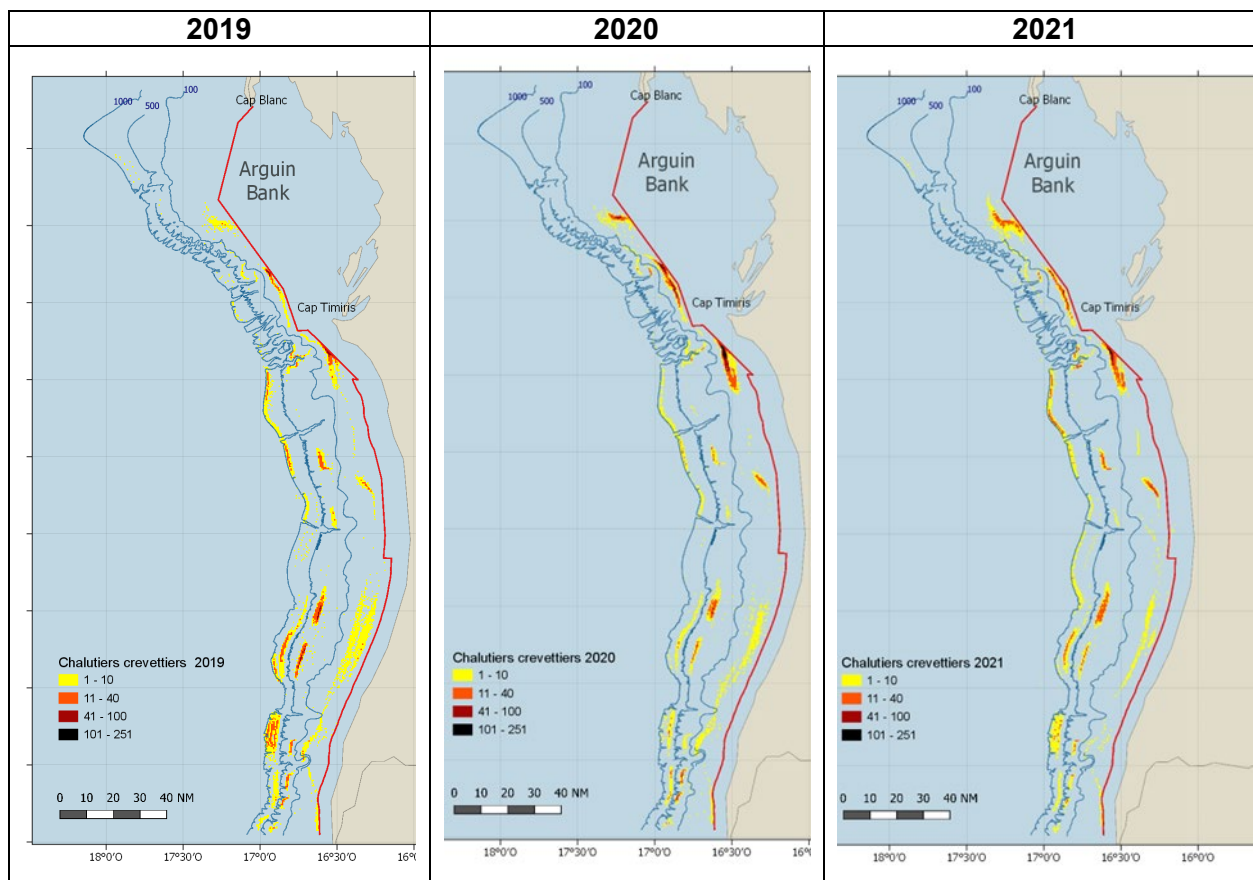 2019
2020
2021
1000
500
100
Cap Blanc
Arguin
Bank
Cap Timiris
Chalutiers crevettiers 2019
1 - 10
11 - 40
41 - 100
101 - 251
0 10 20 30 40 NM
18°0'O
17°30'O
17°0'O
16°30'O
16°0
1000
500
100
Cap Blanc
Arguin
Bank
Cap Timiris
Chalutiers crevettiers 2020
1 - 10
11 - 40
41 - 100
101 - 251
0 10 20 30 40 NM
18°0'O
17°30'O
17°0'O
16°30'O
16°
1000
500
100
Cap Blanc
Arguin
Bank
Cap Timiris
Chalutiers crevettiers 2021
1 - 10
11 - 40
41 - 100
101 - 251
0 10 20 30 40 NM
18°0'O
17°30'O
17°0'O
16°30'O
16°0'O